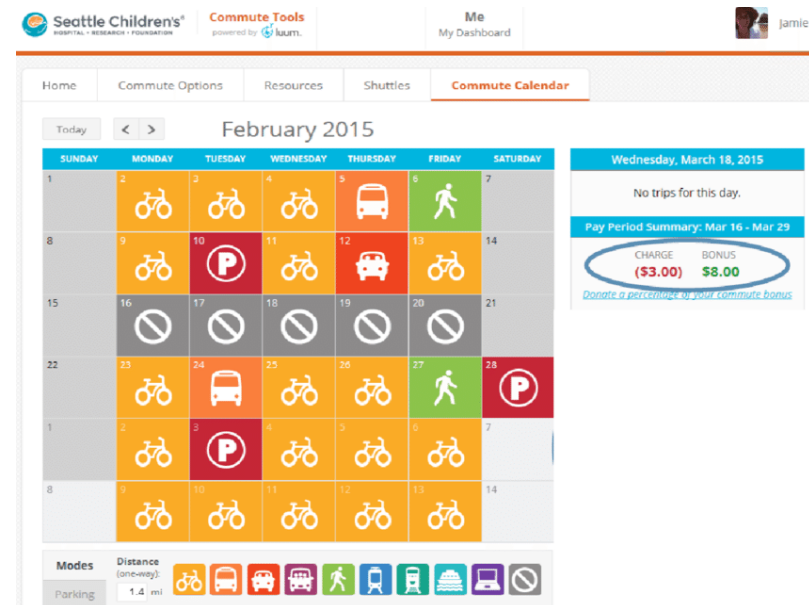 Seattle Children's®
HOSPITAL • RESEARCH • FOUNDATION
Commute Tools
powered by luum.
Me
My Dashboard
Jamie
Home Commute Options Resources Shuttles Commute Calendar
Today < > February 2015
SUNDAY MONDAY TUESDAY WEDNESDAY THURSDAY FRIDAY SATURDAY
1 2 3 4 5 6 7
8 9 10 P 11 12 13 14
15 16 17 18 19 20 21
22 23 24 25 26 27 28 P
1 2 3 P 4 5 6 7
8 9 10 11 12 13 14
Wednesday, March 18, 2015
No trips for this day.
Pay Period Summary: Mar 16 - Mar 29
CHARGE BONUS
($3.00) $8.00
Donate a percentage of your commute bonus
Modes
Parking
Distance
(one-way):
1.4 mi